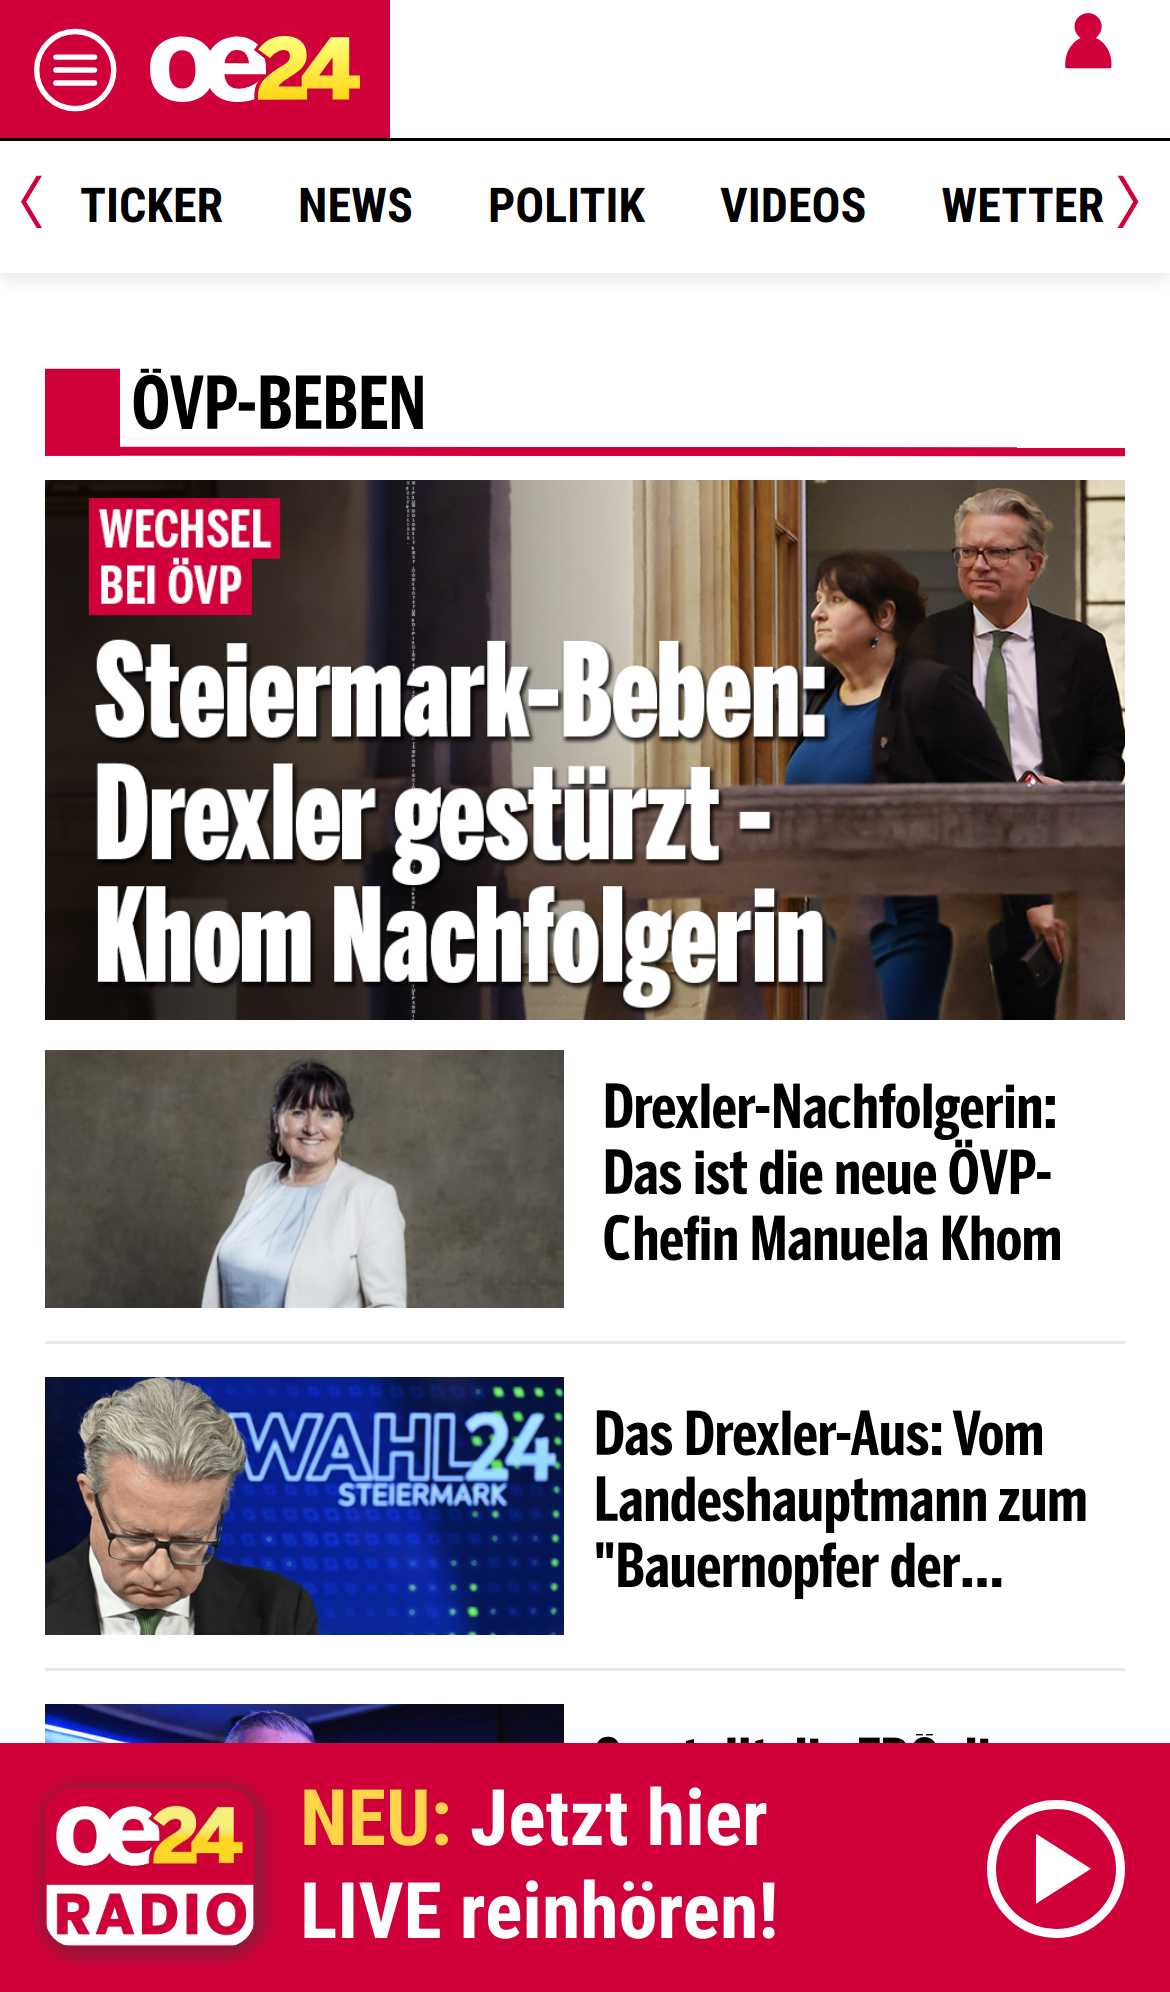 oe24
TICKER NEWS POLITIK VIDEOS WETTER
ÖVP-BEBEN
WECHSEL
BEI ÖVP
Steiermark-Beben:
Drexler gestürzt -
Khom Nachfolgerin
Drexler-Nachfolgerin:
Das ist die neue ÖVP-
Chefin Manuela Khom
WAHL24
STEIERMARK
Das Drexler-Aus: Vom
Landeshauptmann zum
"Bauernopfer der...
oe24
RADIO
NEU: Jetzt hier
LIVE reinhören!